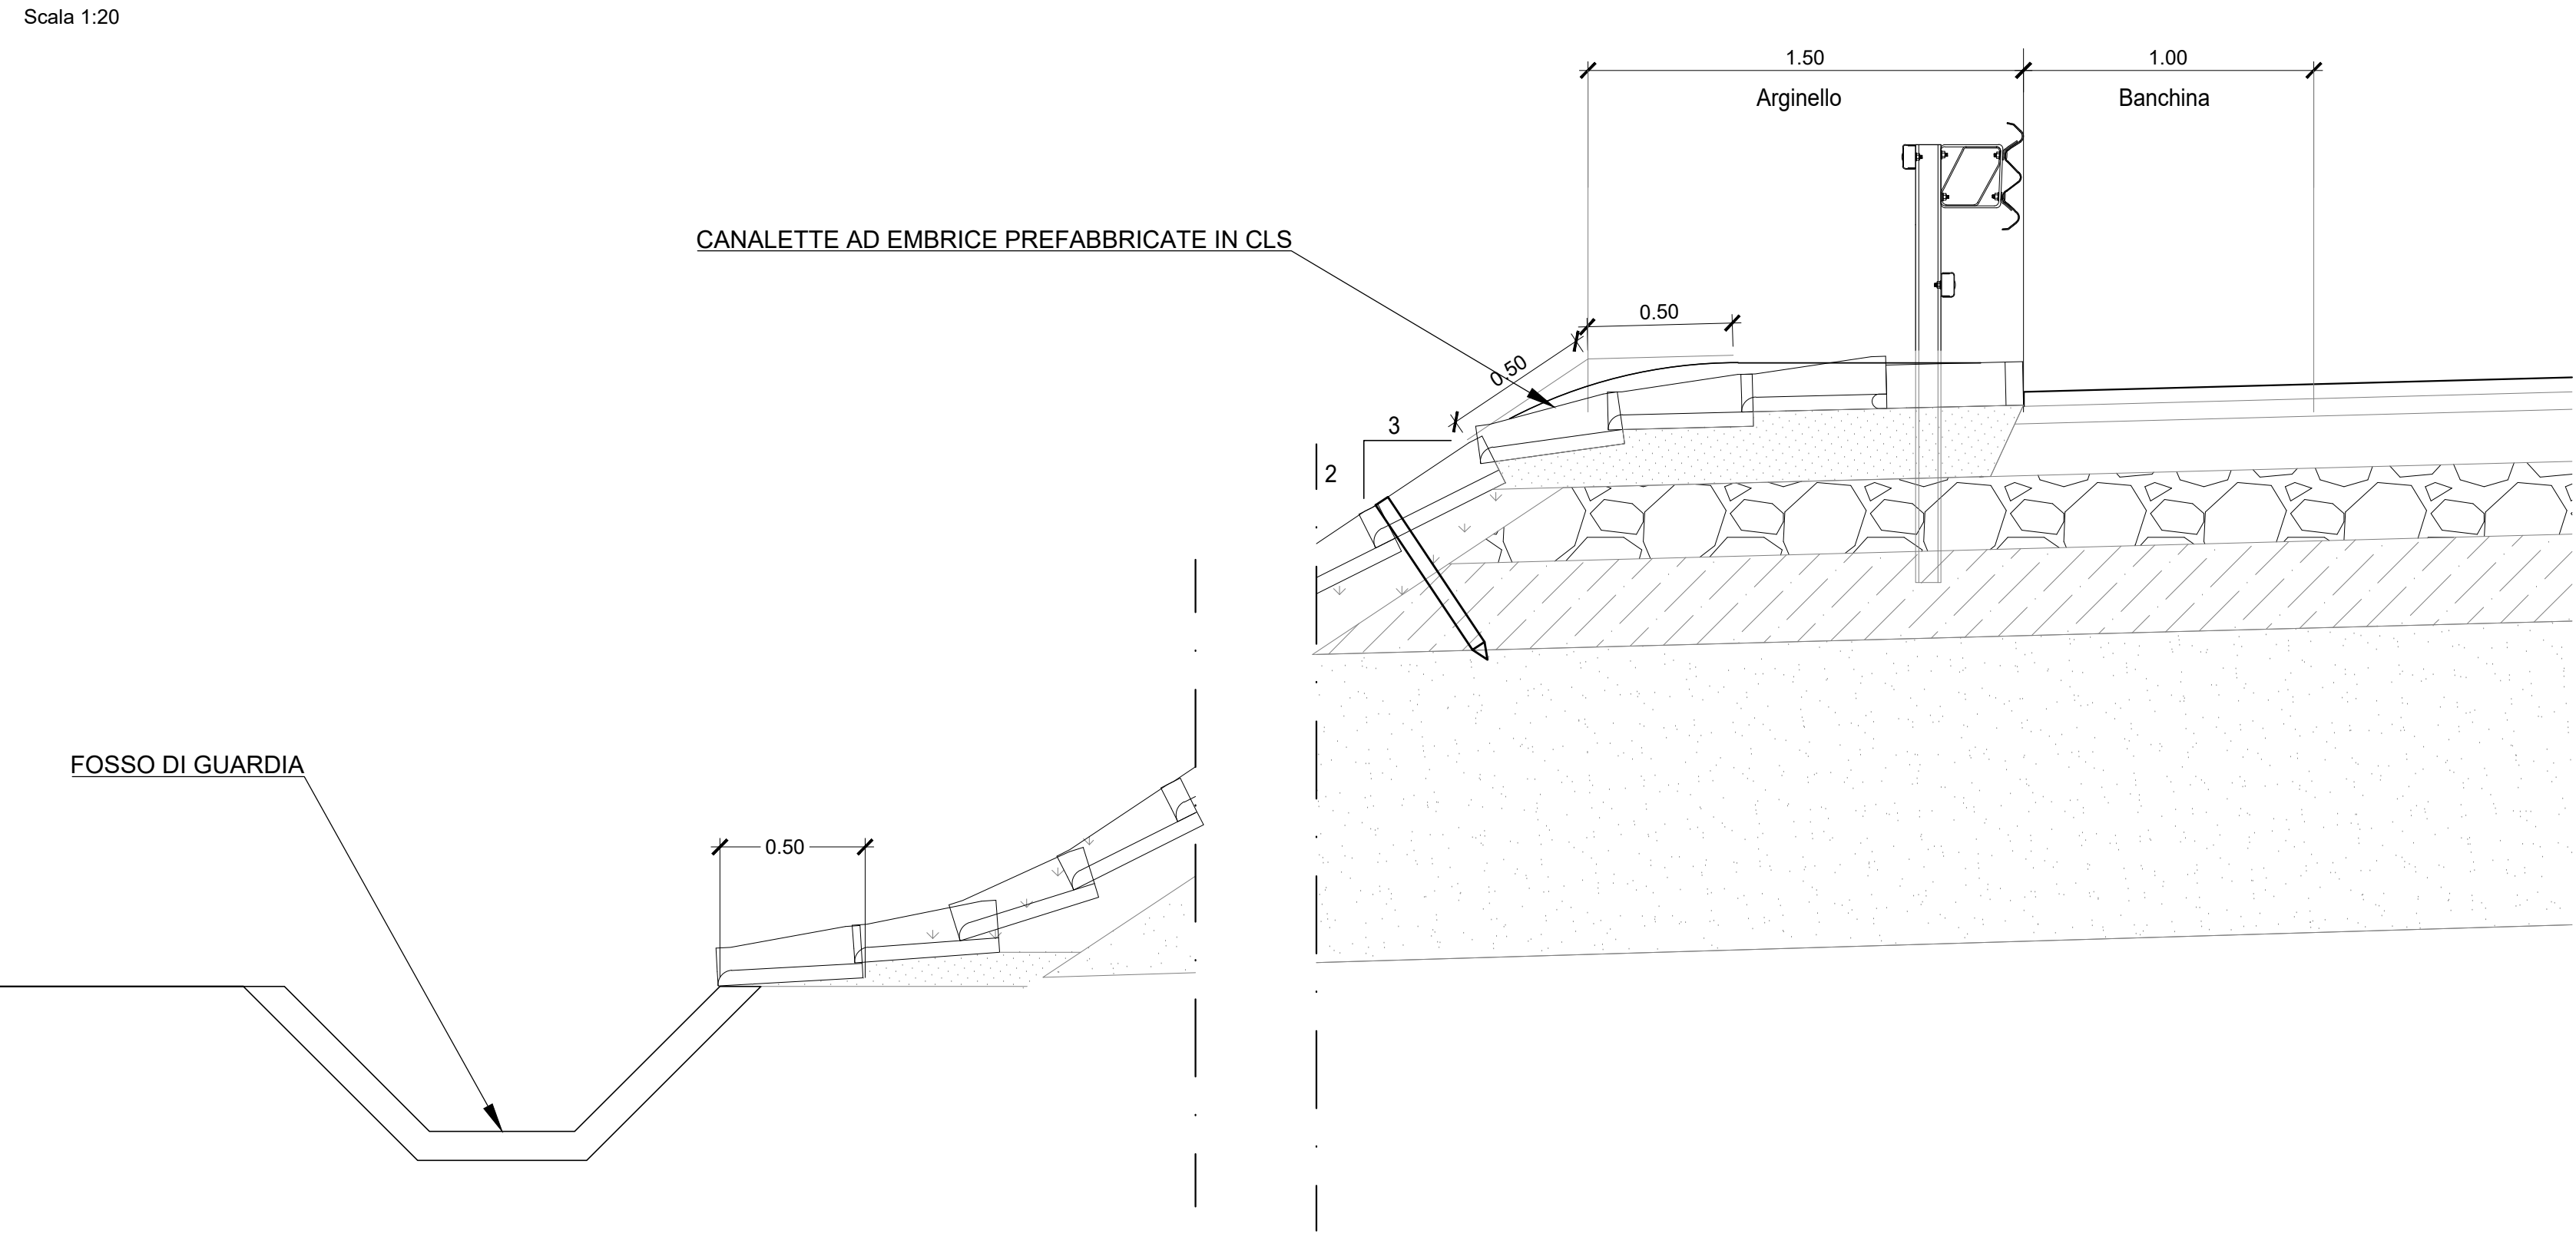 Scala 1:20
1.50
1.00
Arginello
Banchina
CANALETTE AD EMBRICE PREFABBRICATE IN CLS
0.50
0.50
3
2
FOSSO DI GUARDIA
0.50